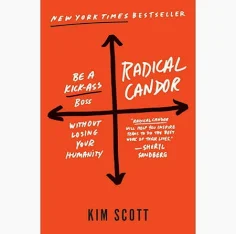 NEW YORK TIMES BESTSELLER
BE A
KICK-ASS
BOSS
WITHOUT
LOSING
YOUR
HUMANITY
RADICAL
CANDOR
"RADICAL CANDOR
WILL HELP YOU INSPIRE
TEAMS TO DO THE BEST
WORK OF THEIR LIVES."
—SHERYL
SANDBERG
KIM SCOTT